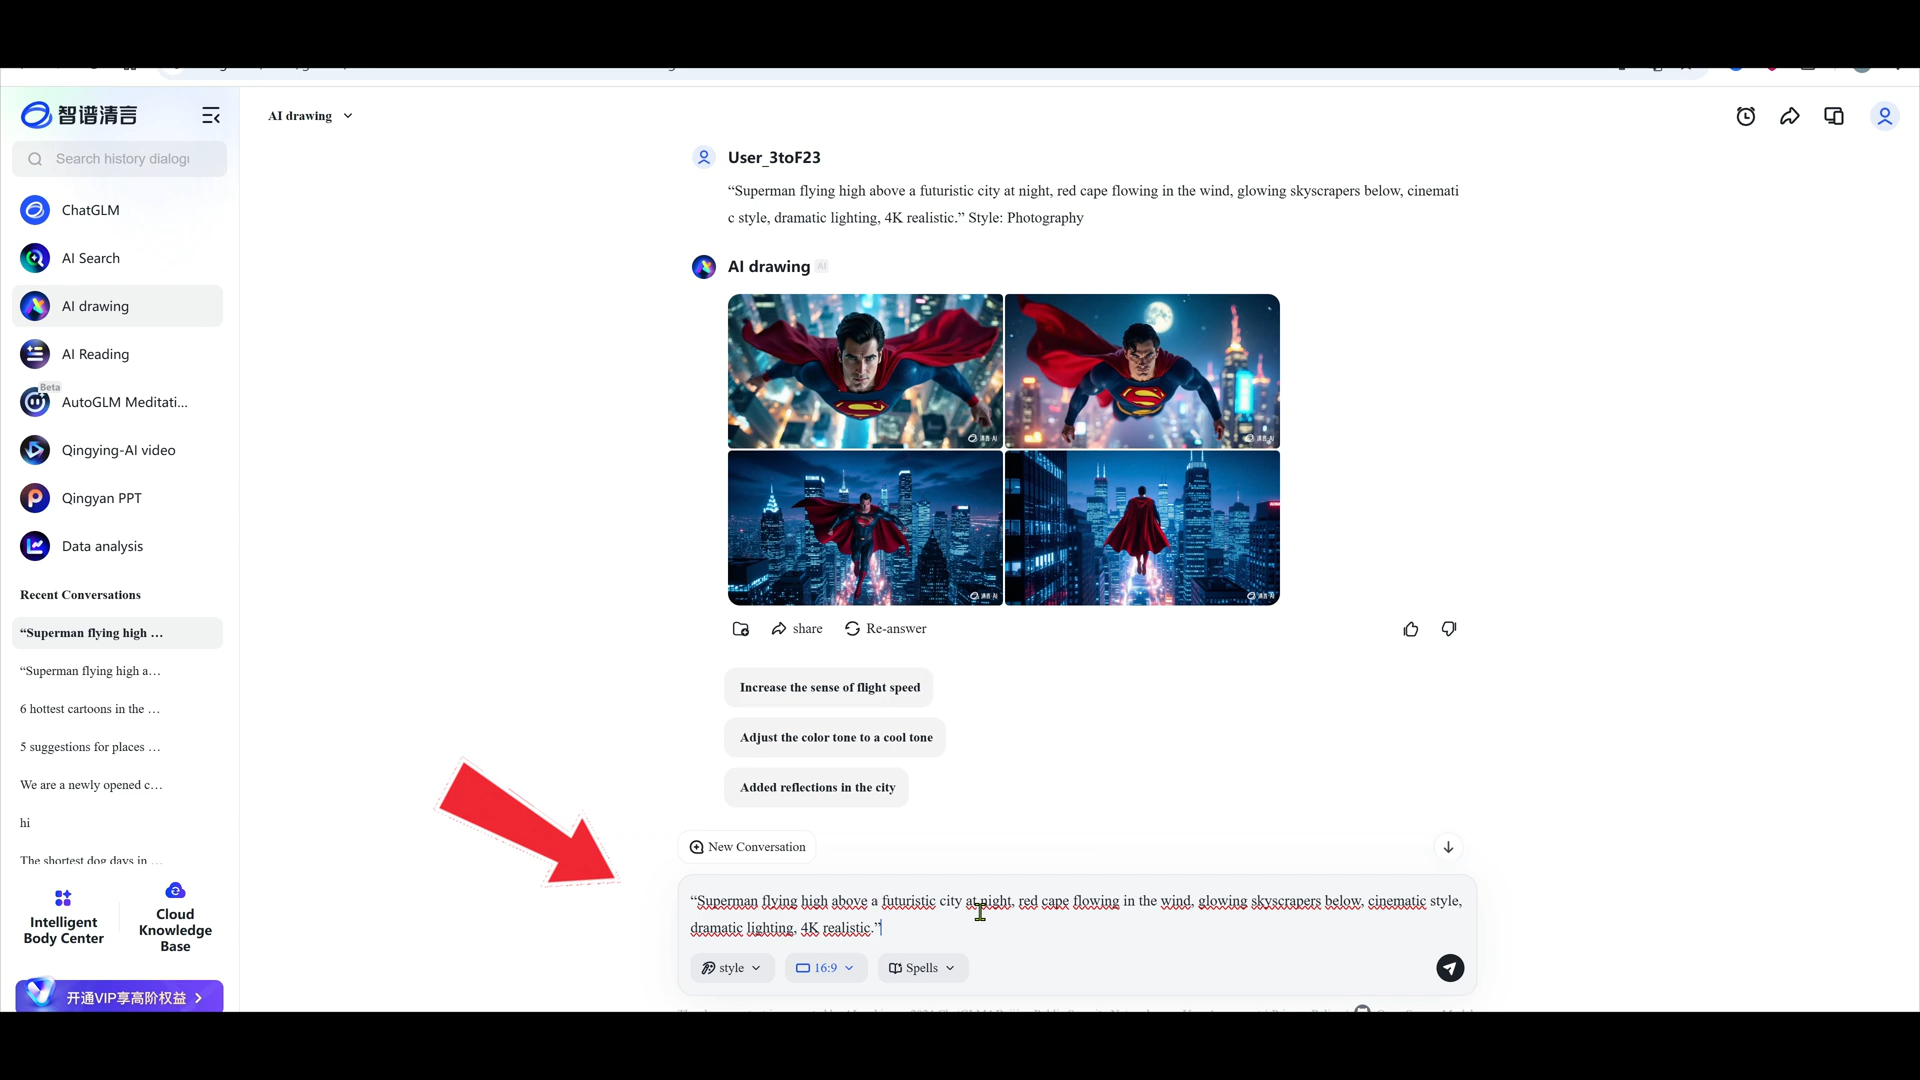 智谱清言
Search history dialogu
ChatGLM
AI Search
AI drawing
AI Reading
Beta
AutoGLM Meditati...
Qingying-AI video
Qingyan PPT
Data analysis
Recent Conversations
“Superman flying high ...
“Superman flying high a...
6 hottest cartoons in the ...
5 suggestions for places ...
We are a newly opened c...
hi
The shortest dog days in ...
Intelligent
Body Center
Cloud
Knowledge
Base
开通VIP享高阶权益
AI drawing
User_3toF23
“Superman flying high above a futuristic city at night, red cape flowing in the wind, glowing skyscrapers below, cinemati
c style, dramatic lighting, 4K realistic.” Style: Photography
AI drawing AI
share
Re-answer
Increase the sense of flight speed
Adjust the color tone to a cool tone
Added reflections in the city
New Conversation
“Superman flying high above a futuristic city at night, red cape flowing in the wind, glowing skyscrapers below, cinematic style,
dramatic lighting, 4K realistic.”
style
16:9
Spells